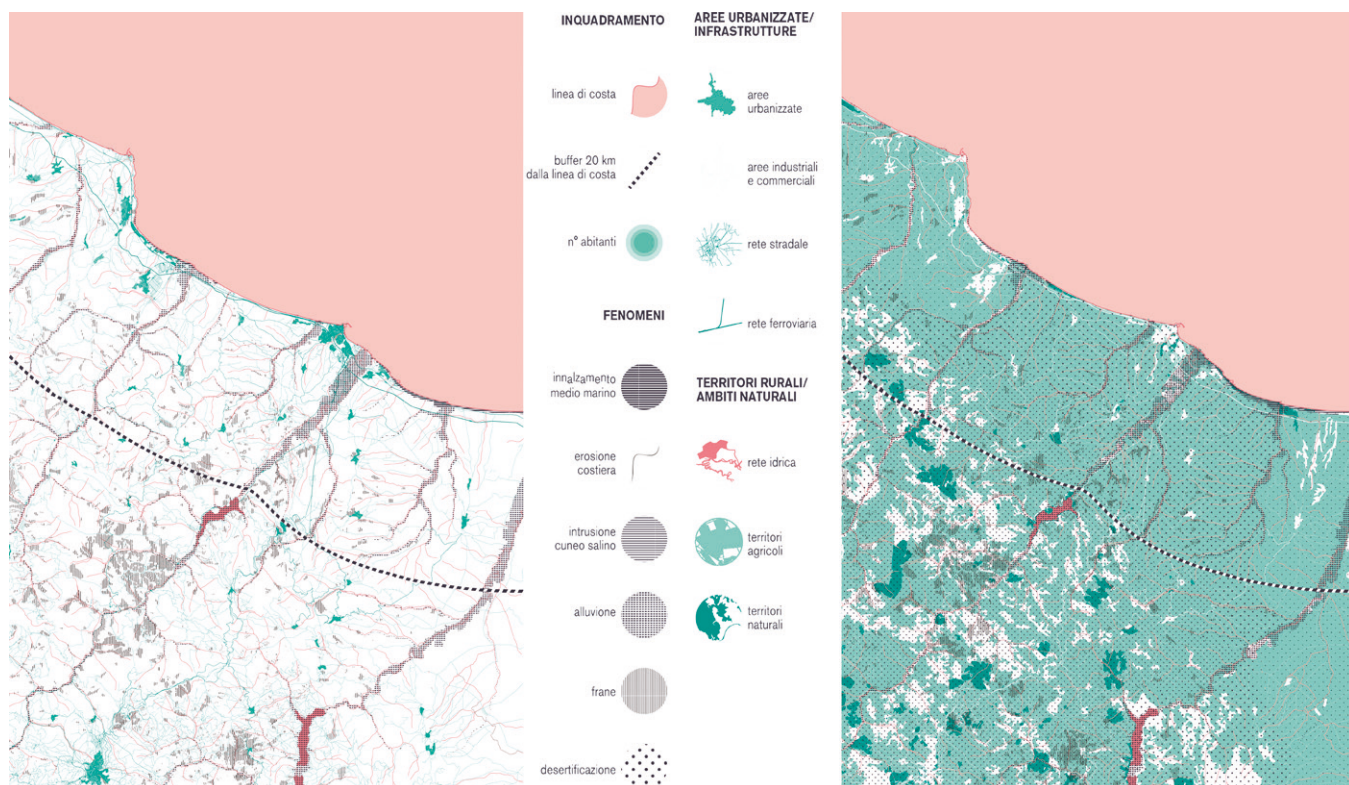 INQUADRAMENTO
linea di costa
buffer 20 km
dalla linea di costa
n° abitanti
FENOMENI
innalzamento
medio marino
erosione
costiera
intrusione
cuneo salino
alluvione
frane
desertificazione
AREE URBANIZZATE/
INFRASTRUTTURE
aree
urbanizzate
aree industriali
e commerciali
rete stradale
rete ferroviaria
TERRITORI RURALI/
AMBITI NATURALI
rete idrica
territori
agricoli
territori
naturali